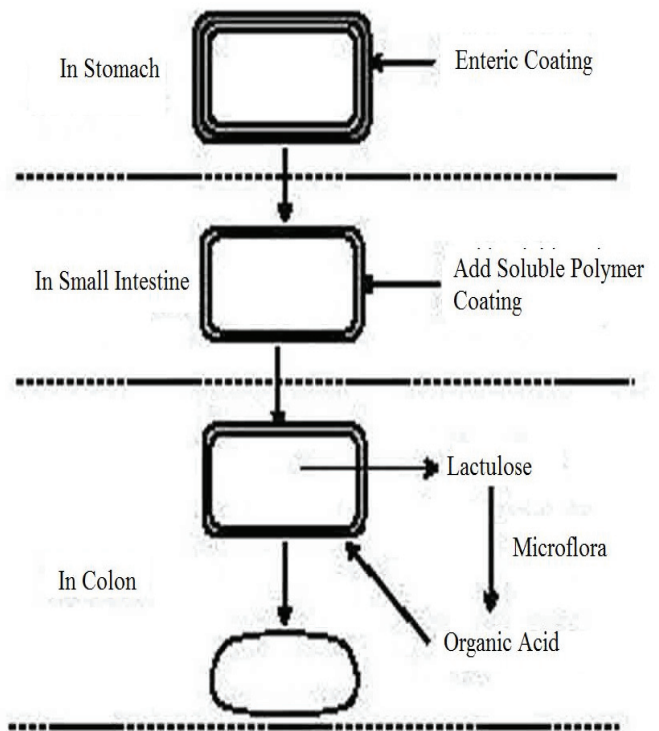 In Stomach
Enteric Coating
In Small Intestine
Add Soluble Polymer
Coating
Lactulose
Microflora
In Colon
Organic Acid